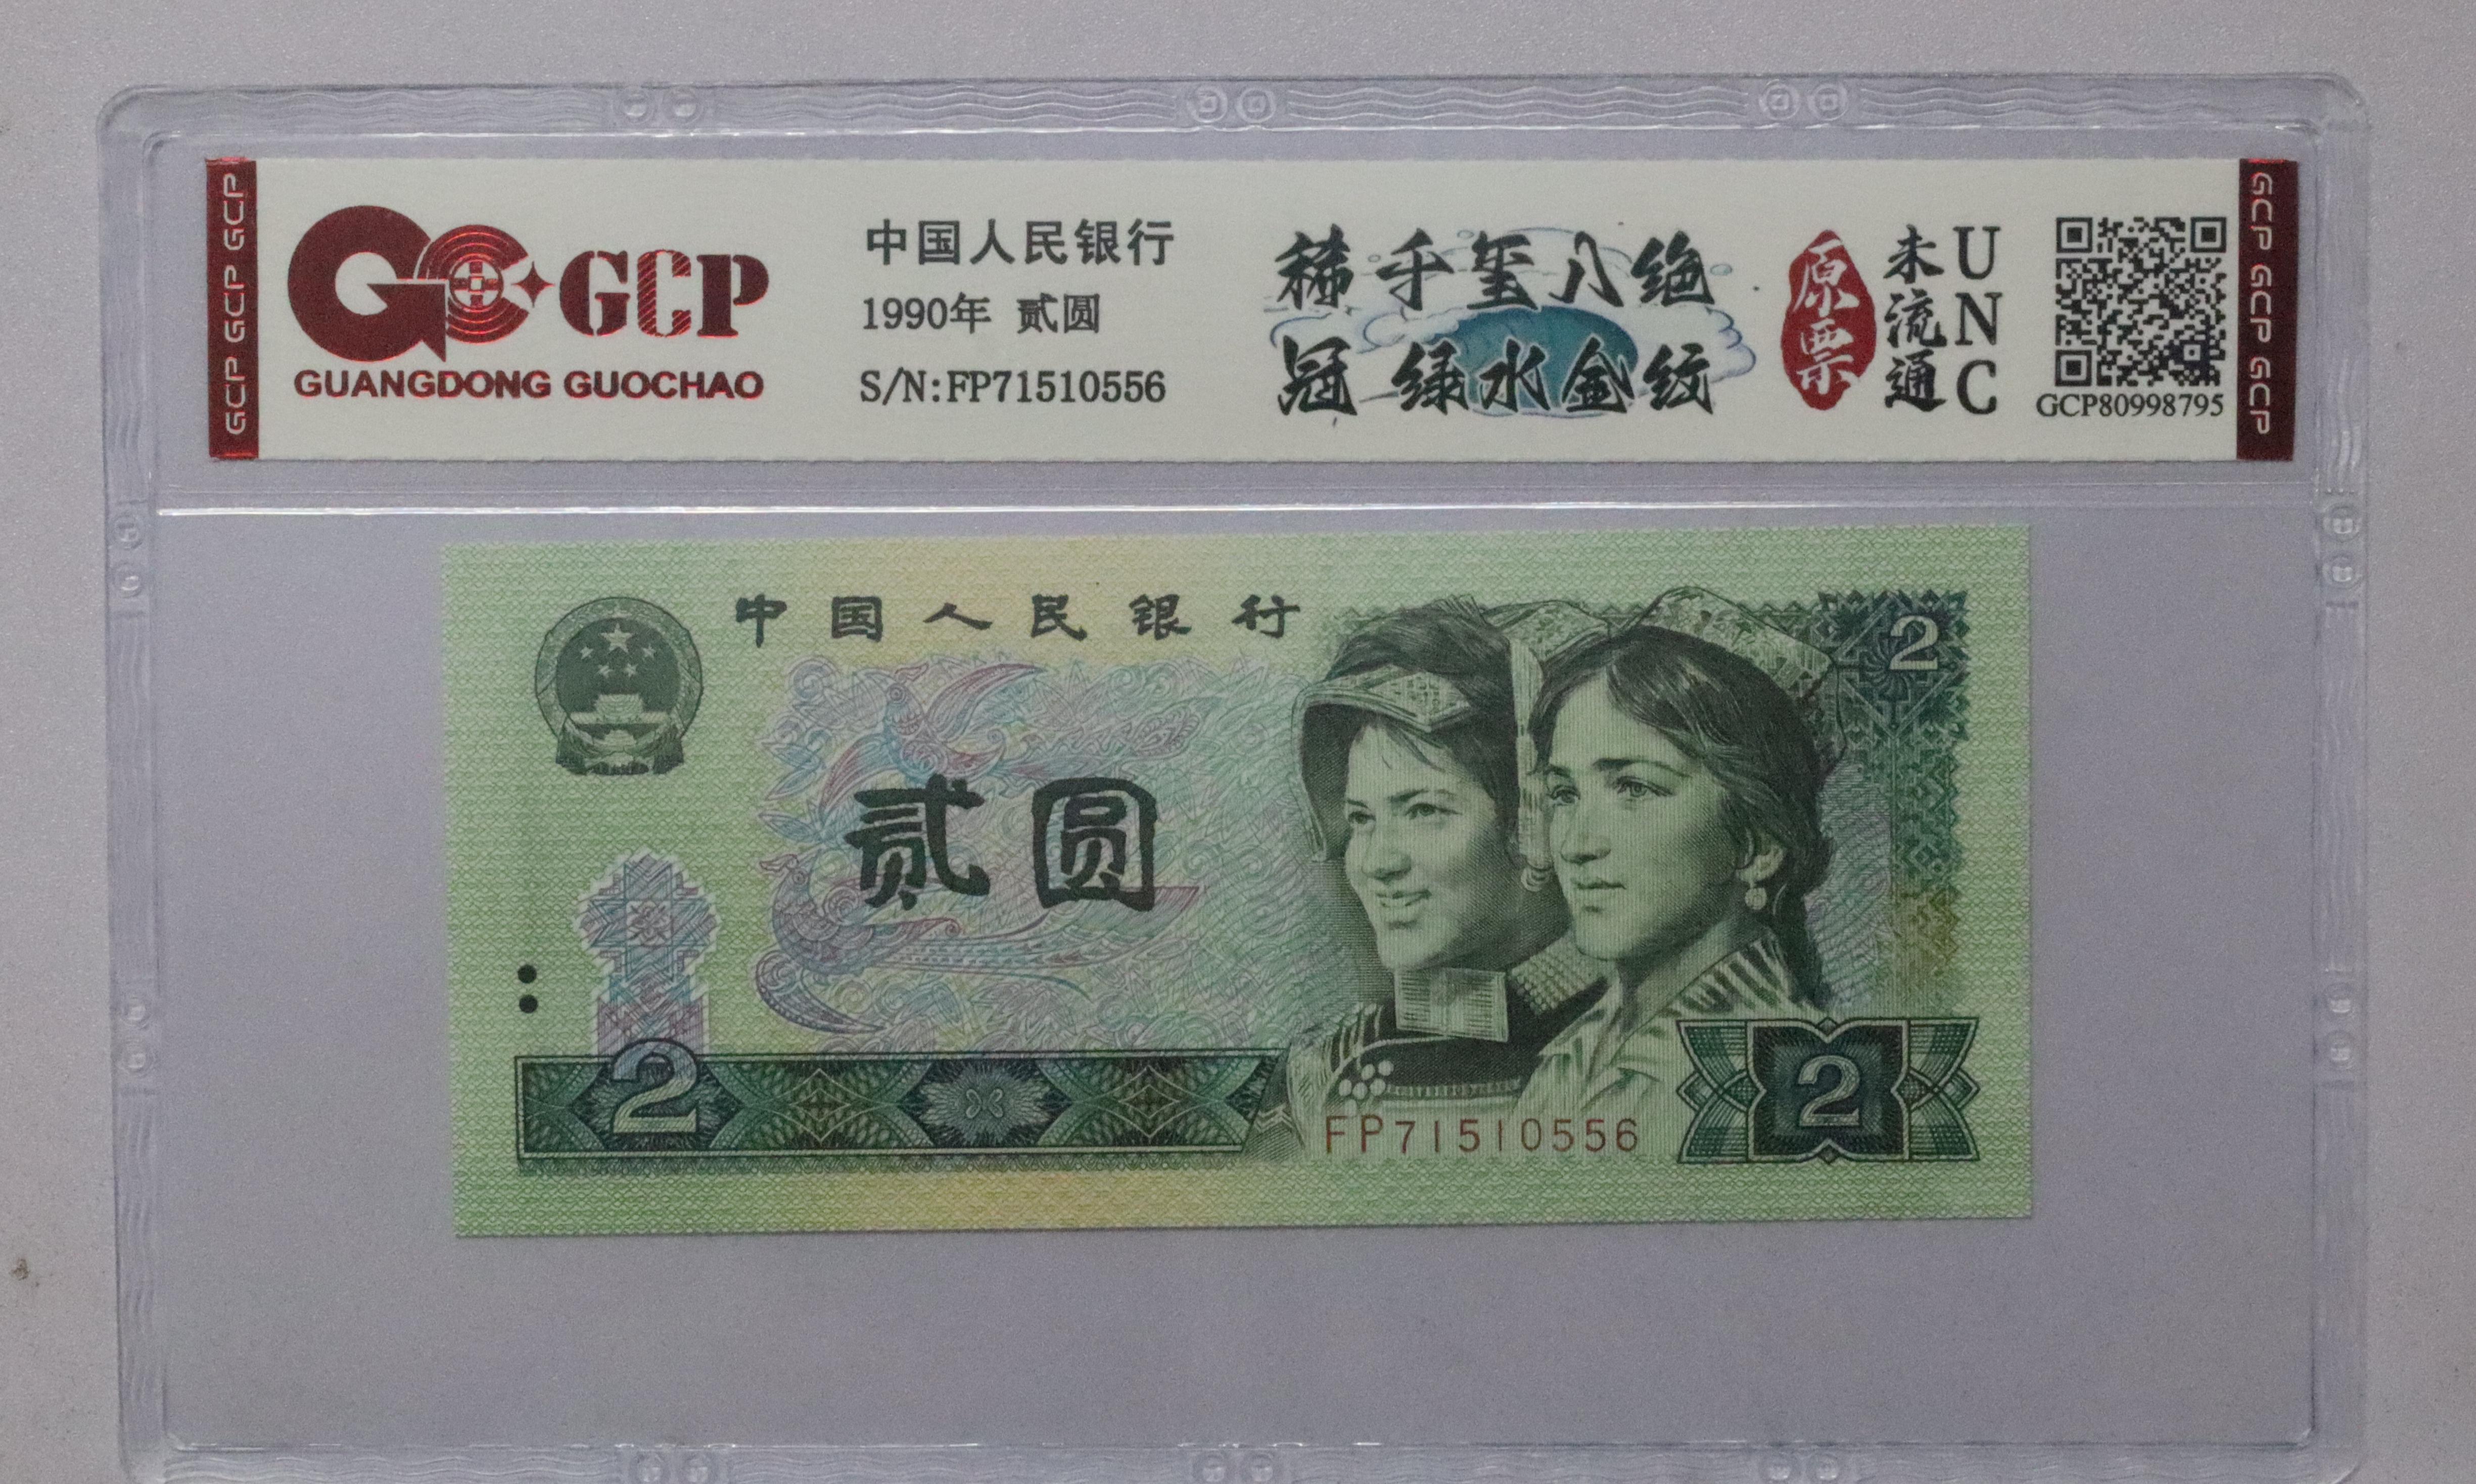 GCP GCP GCP
GCP
GUANGDONG GUOCHAO
中国人民银行
1990年 贰圆
S/N:FP71510556
稀千玺八绝
冠绿水金纹
原票
未流通
UNC
GCP80998795
GCP GCP GCP
中国人民银行
2
贰圆
2
FP71510556
2